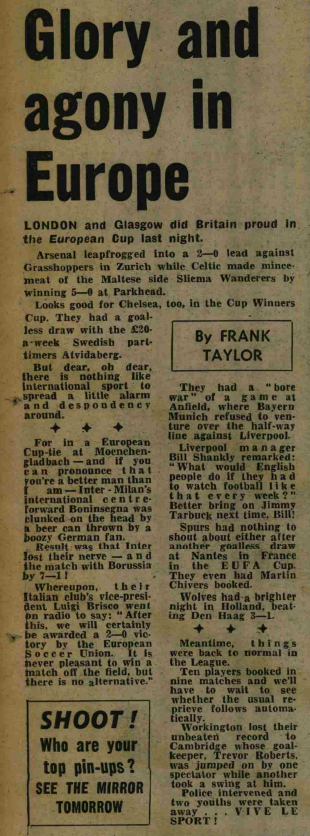 Glory and
agony in
Europe
LONDON and Glasgow did Britain proud in
the European Cup last night.
Arsenal leapfrogged into a 2—0 lead against
Grasshoppers in Zurich while Celtic made mince-
meat of the Maltese side Sliema Wanderers by
winning 5—0 at Parkhead.
Looks good for Chelsea, too, in the Cup Winners
Cup. They had a goal-
less draw with the £20-
a-week Swedish part-
timers Atvidaberg.
But dear, oh dear,
there is nothing like
international sport to
spread a little alarm
and despondency
around.
For in a European
Cup-tie at Moenchen-
gladbach — and if you
can pronounce that
you're a better man than
I am — Inter - Milan's
international centre-
forward Boninsegna was
clunked on the head by
a beer can thrown by a
boozy German fan.
Result was that Inter
lost their nerve — and
the match with Borussia
by 7—1!
Whereupon, their
Italian club's vice-presi-
dent Luigi Brisco went
on radio to say: "After
this, we will certainly
be awarded a 2—0 vic-
tory by the European
Soccer Union. It is
never pleasant to win a
match off the field, but
there is no alternative."
SHOOT!
Who are your
top pin-ups?
SEE THE MIRROR
TOMORROW
By FRANK
TAYLOR
They had a "bore
war" of a game at
Anfield, where Bayern
Munich refused to ven-
ture over the half-way
line against Liverpool.
Liverpool manager
Bill Shankly remarked:
"What would English
people do if they had
to watch football like
that every week?"
Better bring on Jimmy
Tarbuck next time, Bill!
Spurs had nothing to
shout about either after
another goalless draw
at Nantes in France
in the EUFA Cup.
They even had Martin
Chivers booked.
Wolves had a brighter
night in Holland, beat-
ing Den Haag 3—1.
Meantime, things
were back to normal in
the League.
Ten players booked in
nine matches and we'll
have to wait to see
whether the usual re-
prieve follows automa-
tically.
Workington lost their
unbeaten record to
Cambridge whose goal-
keeper, Trevor Roberts,
was jumped on by one
spectator while another
took a swing at him.
Police intervened and
two youths were taken
away . . . VIVE LE
SPORT!